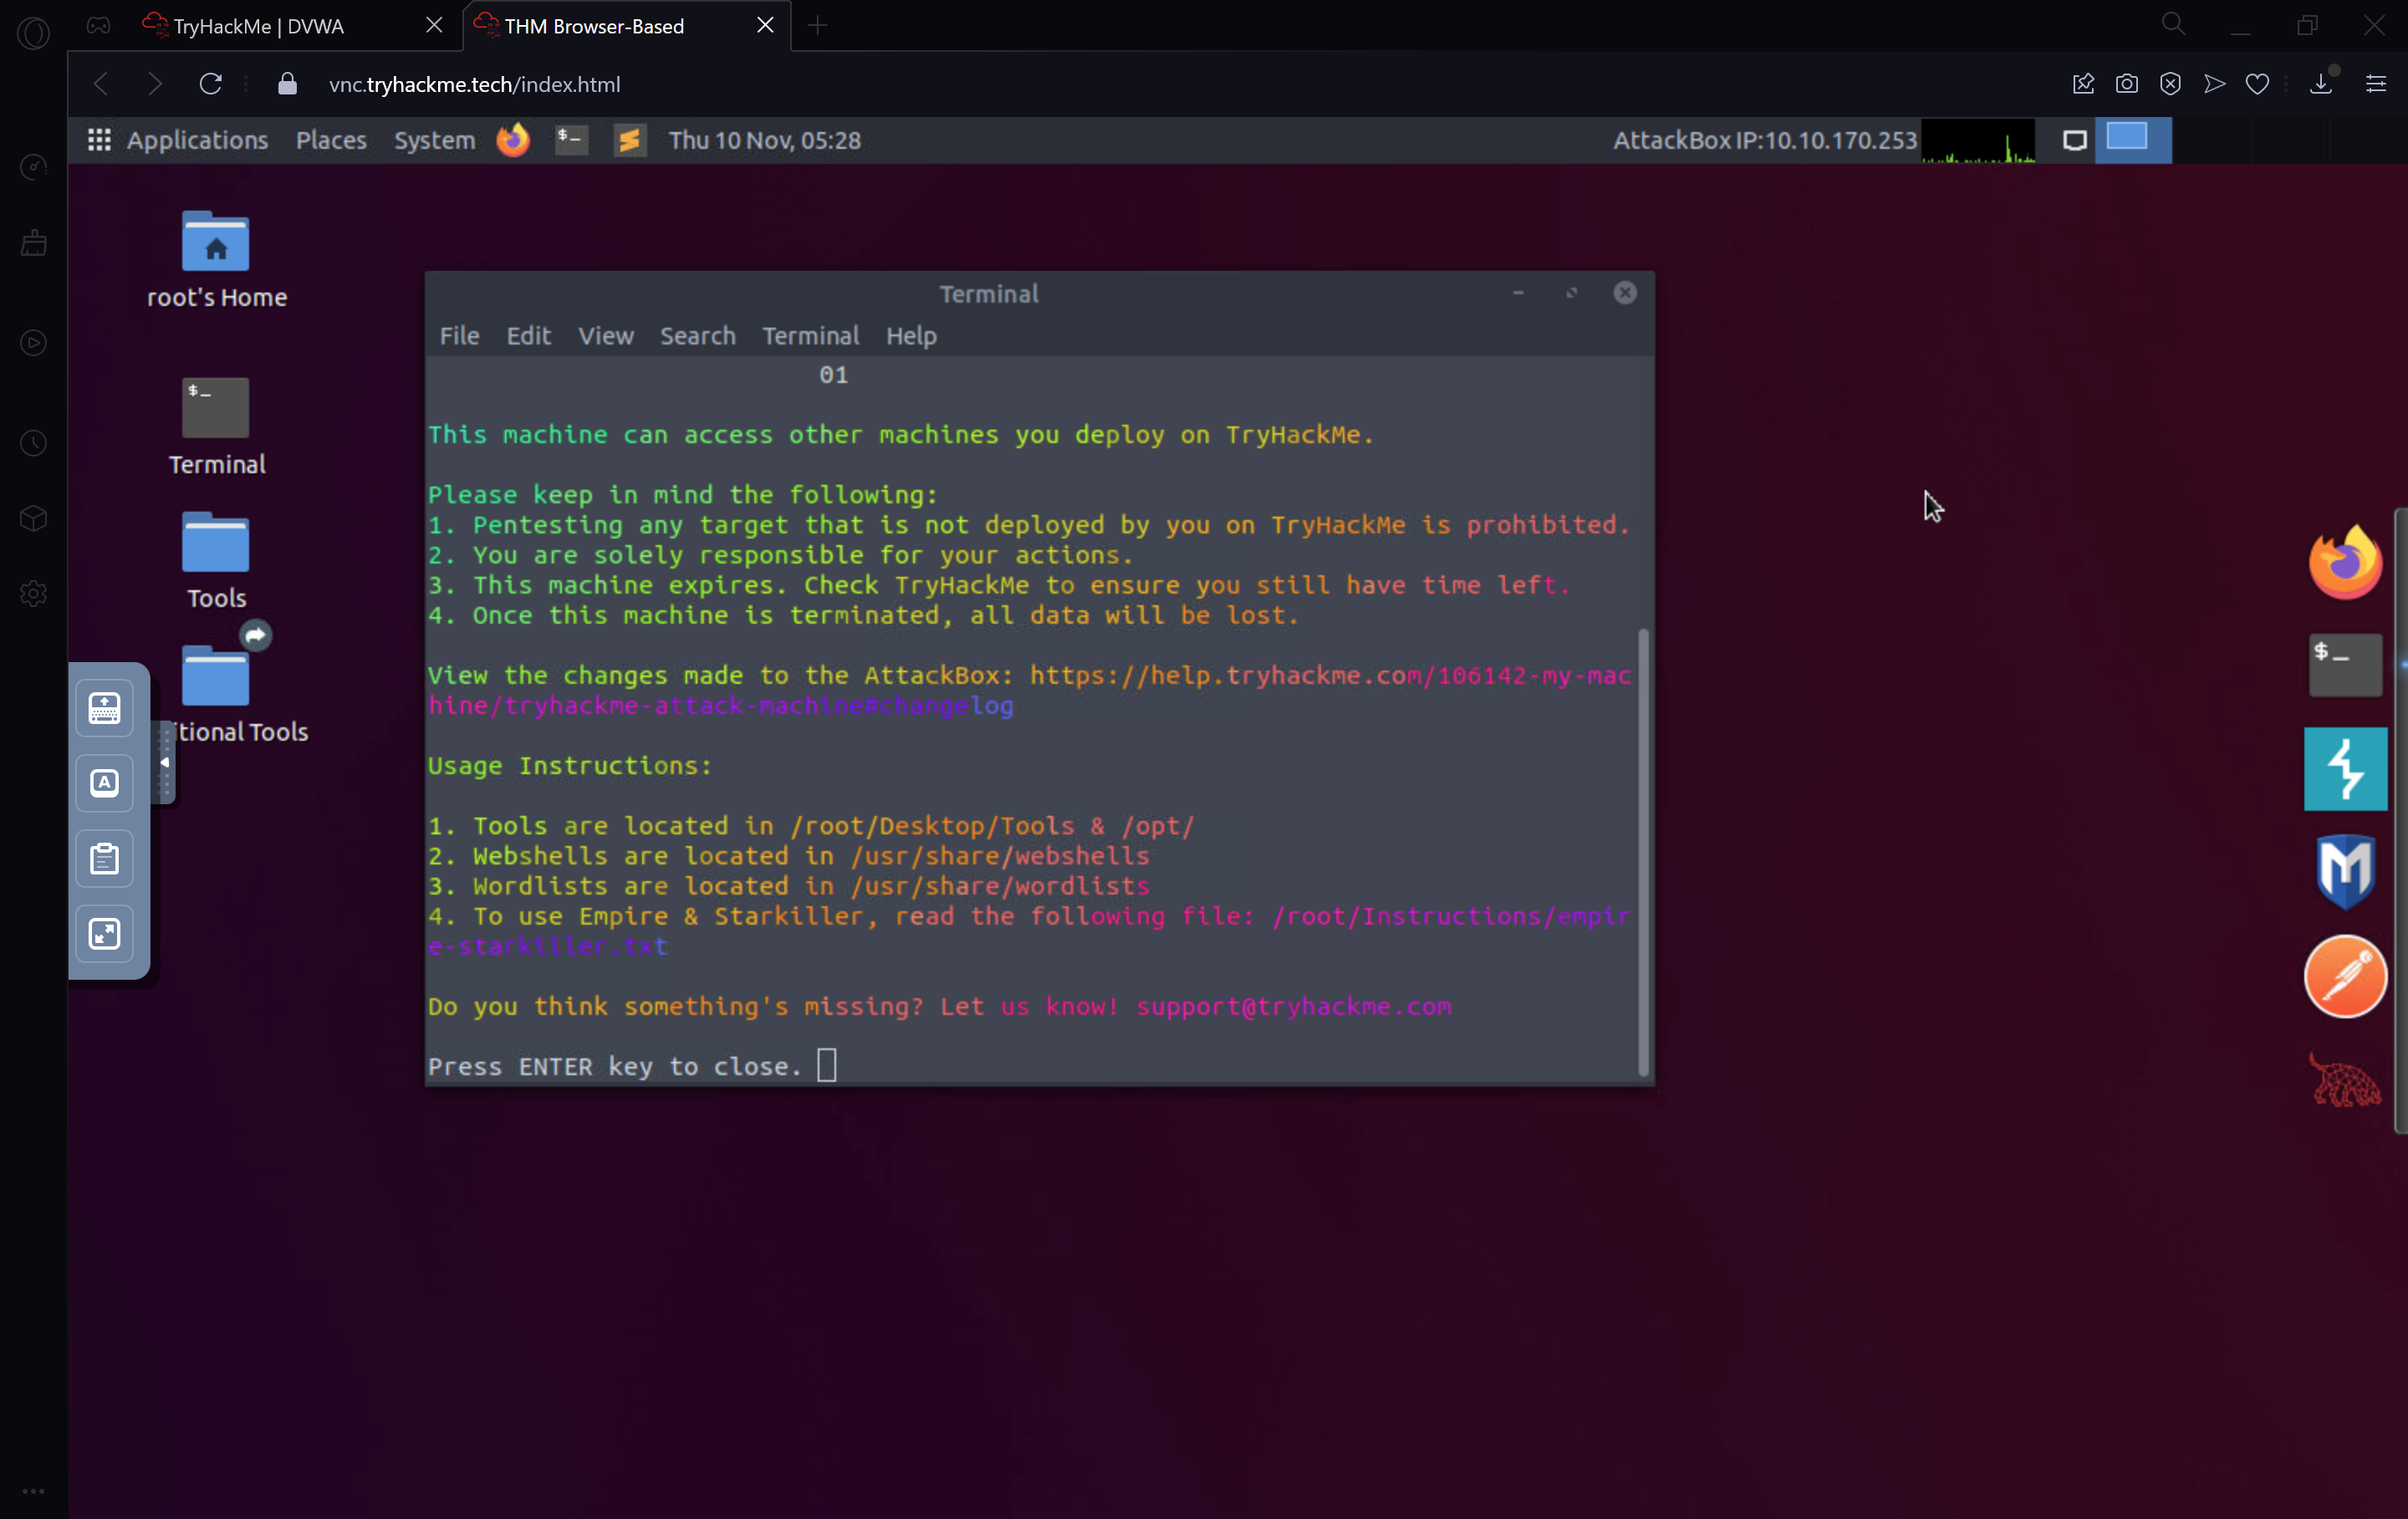 TryHackMe | DVWA
THM Browser-Based
vnc.tryhackme.tech/index.html
Applications Places System Thu 10 Nov, 05:28 AttackBox IP:10.10.170.253
root's Home
Terminal
Tools
itional Tools
Terminal
File Edit View Search Terminal Help
01
This machine can access other machines you deploy on TryHackMe.
Please keep in mind the following:
1. Pentesting any target that is not deployed by you on TryHackMe is prohibited.
2. You are solely responsible for your actions.
3. This machine expires. Check TryHackMe to ensure you still have time left.
4. Once this machine is terminated, all data will be lost.
View the changes made to the AttackBox: https://help.tryhackme.com/106142-my-mac
hine/tryhackme-attack-machine#changelog
Usage Instructions:
1. Tools are located in /root/Desktop/Tools & /opt/
2. Webshells are located in /usr/share/webshells
3. Wordlists are located in /usr/share/wordlists
4. To use Empire & Starkiller, read the following file: /root/Instructions/empir
e-starkiller.txt
Do you think something's missing? Let us know! support@tryhackme.com
Press ENTER key to close.